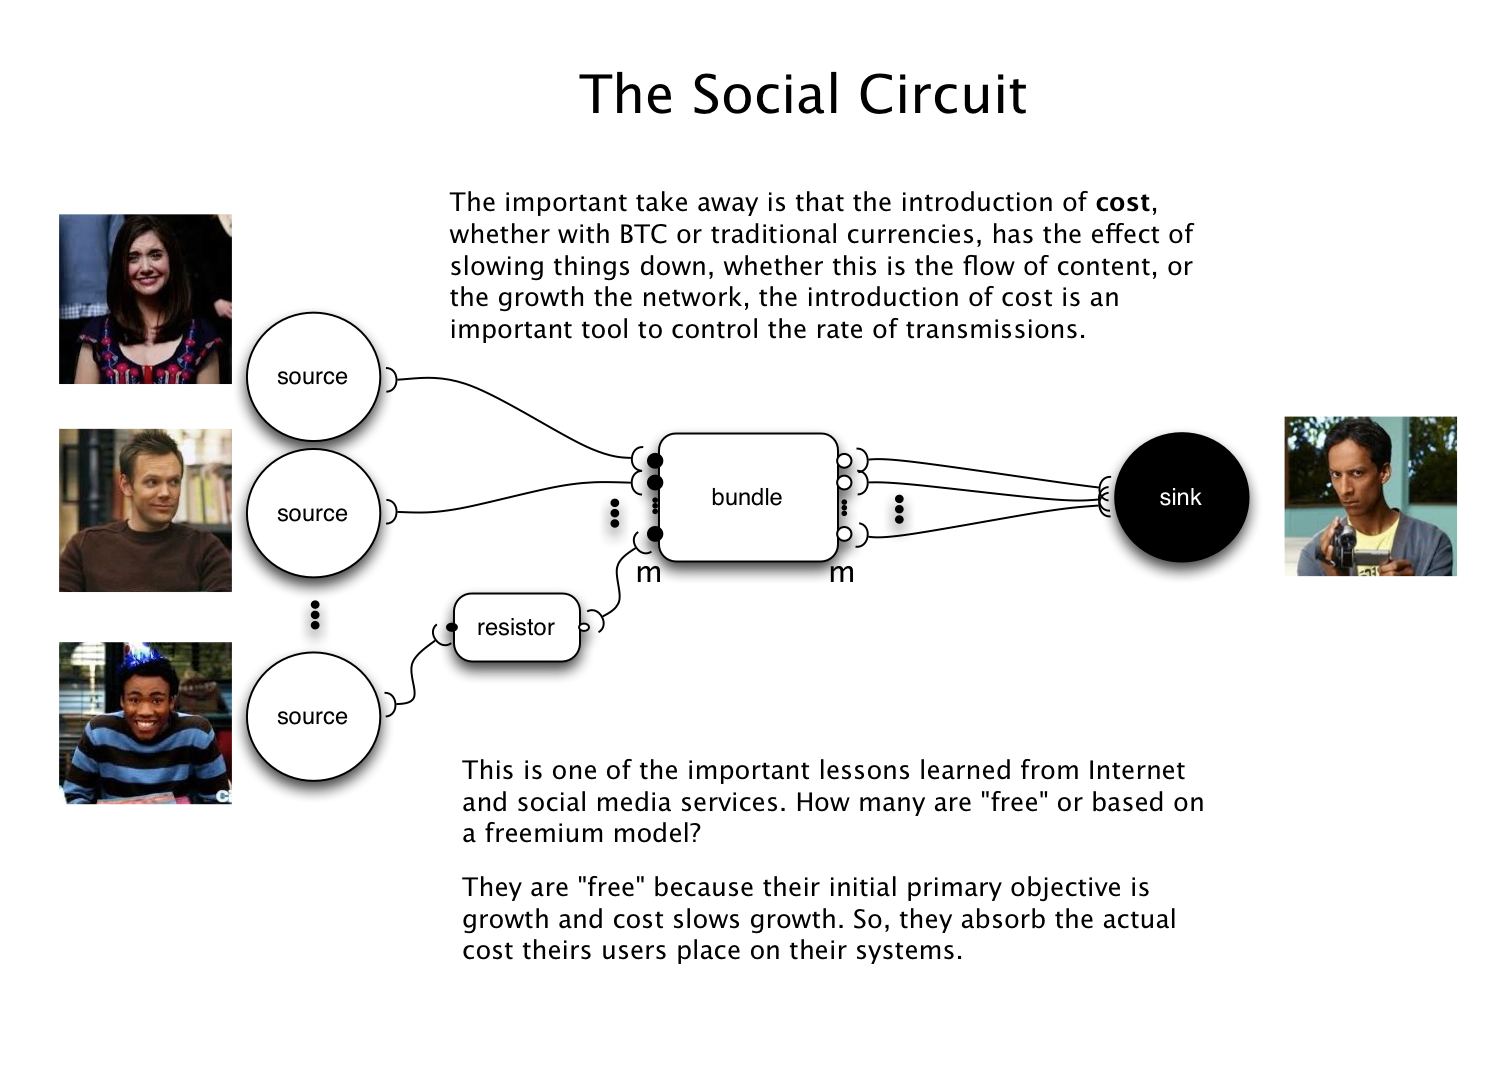 The Social Circuit
The important take away is that the introduction of cost,
whether with BTC or traditional currencies, has the effect of
slowing things down, whether this is the flow of content, or
the growth the network, the introduction of cost is an
important tool to control the rate of transmissions.
source
source
bundle
sink
m
m
resistor
source
This is one of the important lessons learned from Internet
and social media services. How many are "free" or based on
a freemium model?
They are "free" because their initial primary objective is
growth and cost slows growth. So, they absorb the actual
cost theirs users place on their systems.